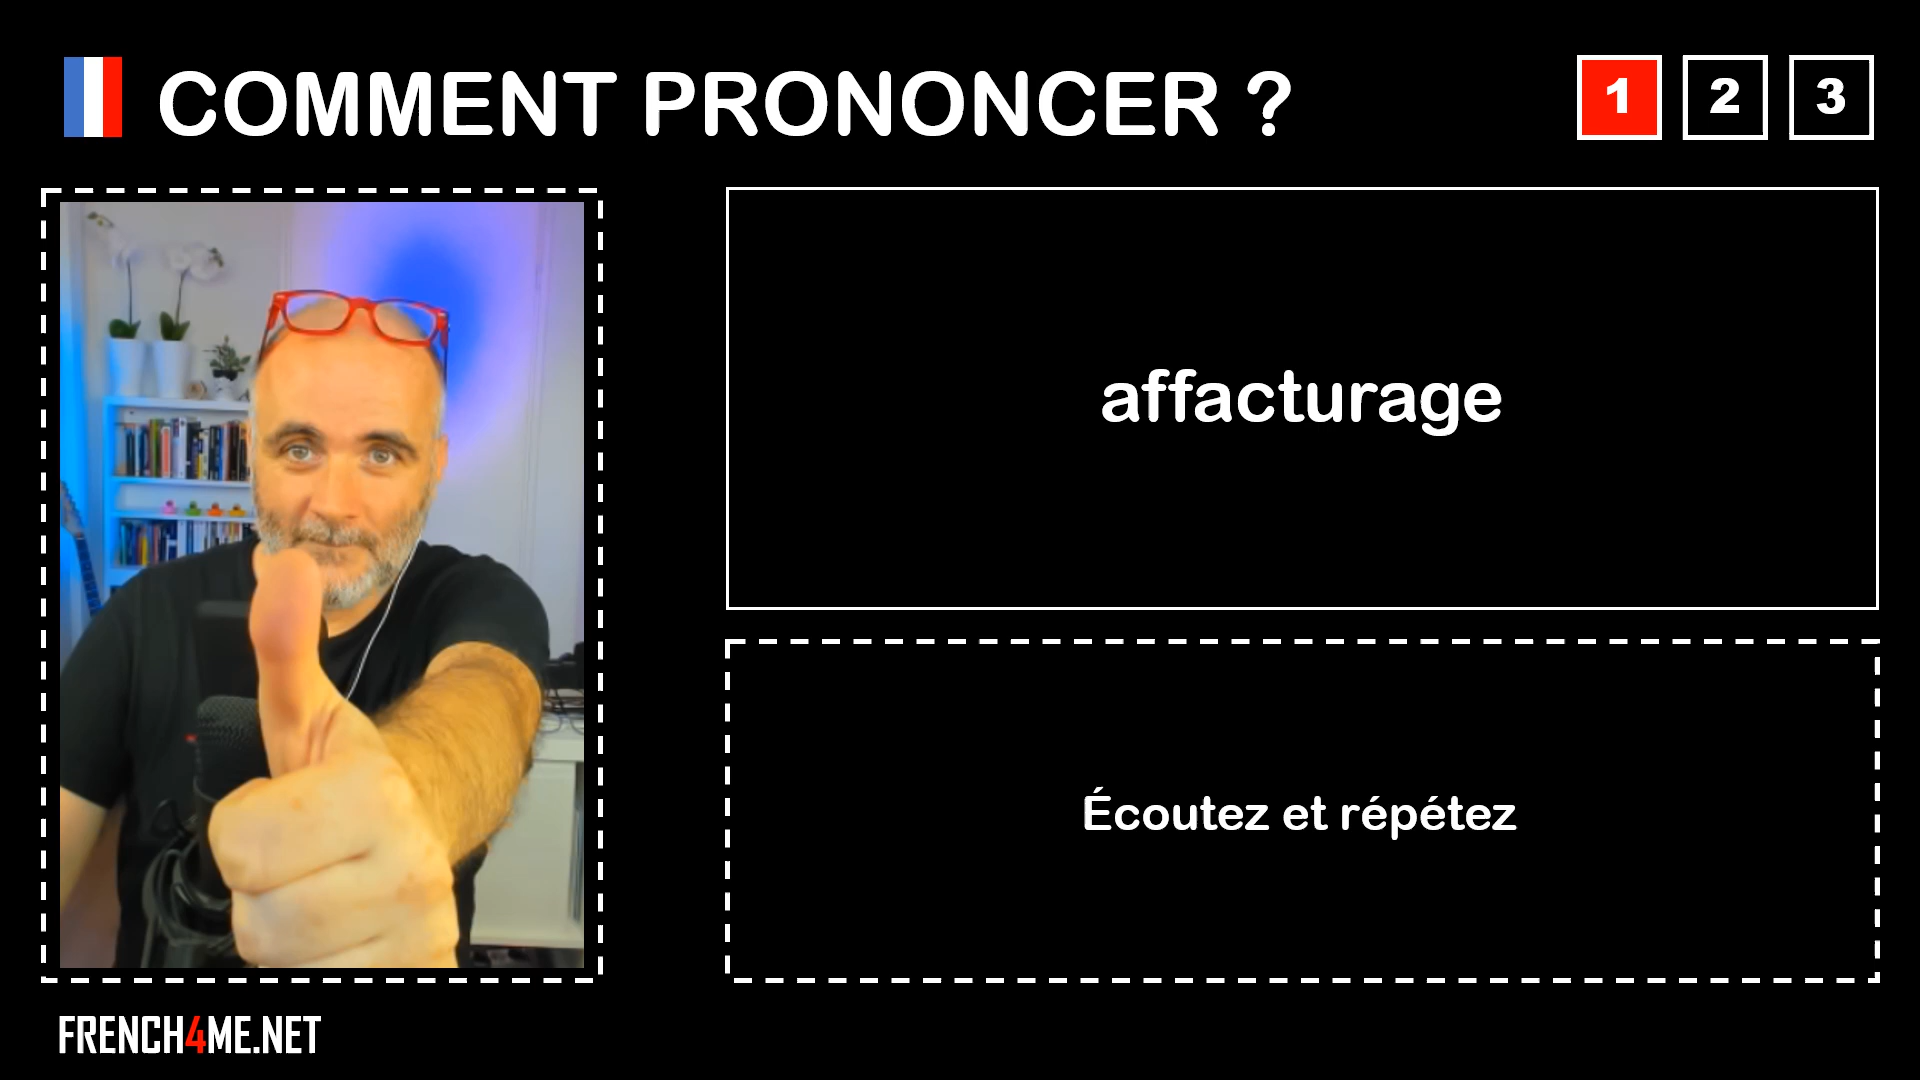 COMMENT PRONONCER ?
1 2 3
affacturage
Écoutez et répétez
FRENCH4ME.NET